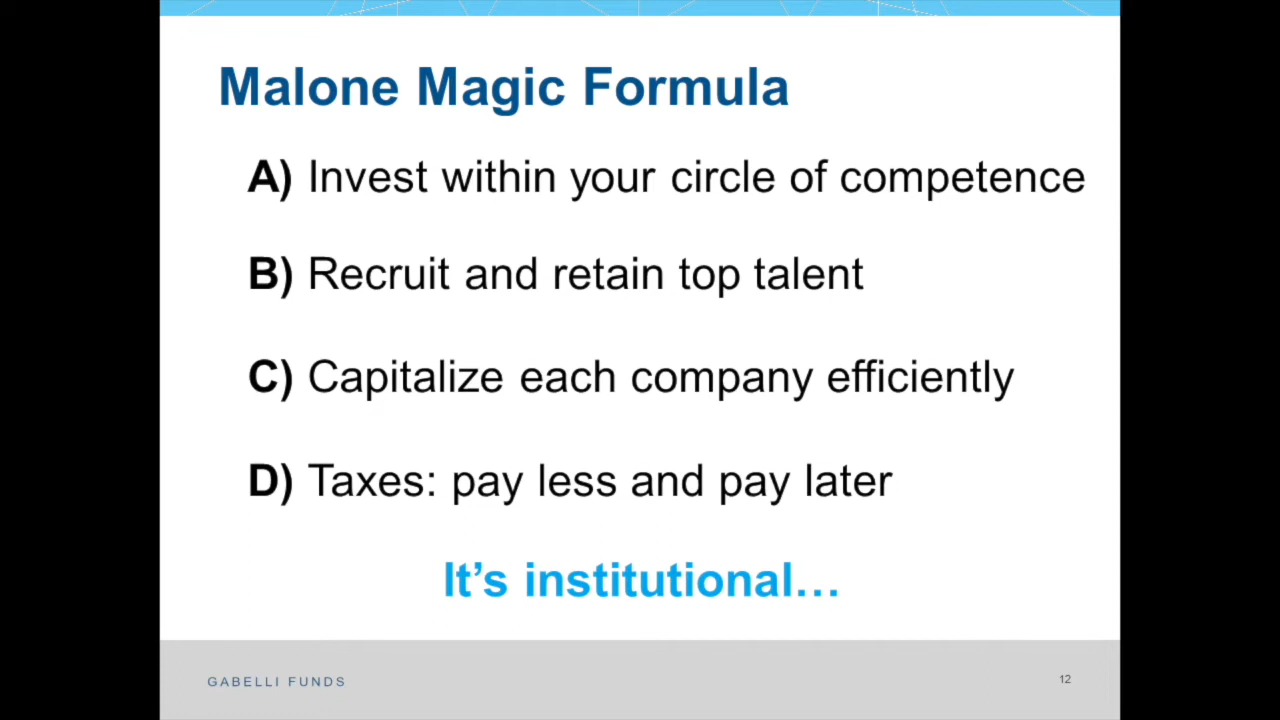 Malone Magic Formula
A) Invest within your circle of competence
B) Recruit and retain top talent
C) Capitalize each company efficiently
D) Taxes: pay less and pay later
It’s institutional…
GABELLI FUNDS
12